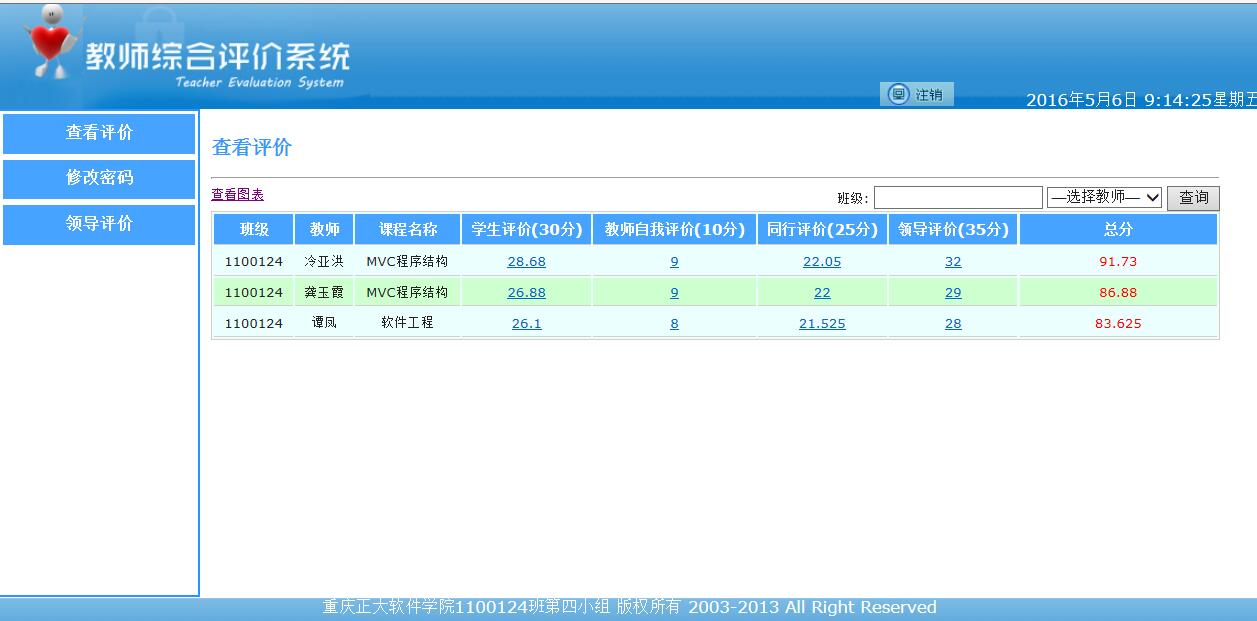 教师综合评价系统
Teacher Evaluation System
注销
2016年5月6日 9:14:25星期五
查看评价
修改密码
领导评价
查看评价
查看图表
班级: —选择教师— 查询
班级 教师 课程名称 学生评价(30分) 教师自我评价(10分) 同行评价(25分) 领导评价(35分) 总分
1100124 冷亚洪 MVC程序结构 28.68 9 22.05 32 91.73
1100124 龚玉霞 MVC程序结构 26.88 9 22 29 86.88
1100124 谭凤 软件工程 26.1 8 21.525 28 83.625
重庆正大软件学院1100124班第四小组 版权所有 2003-2013 All Right Reserved